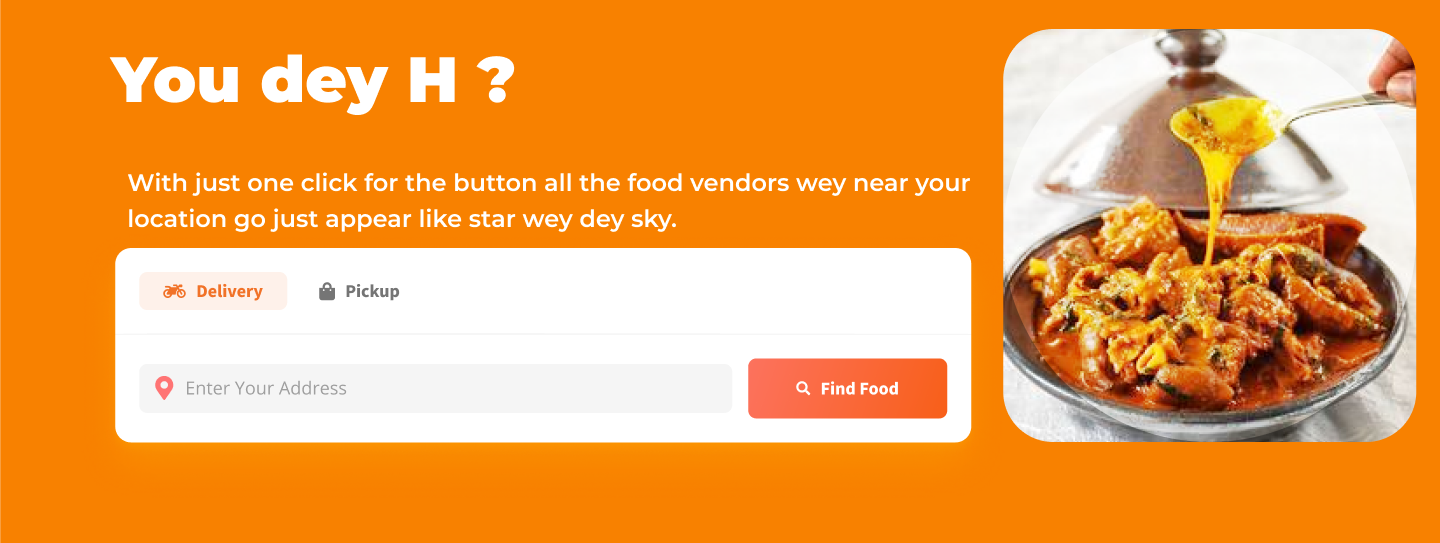 You dey H ?
With just one click for the button all the food vendors wey near your
location go just appear like star wey dey sky.
Delivery
Pickup
Enter Your Address
Find Food